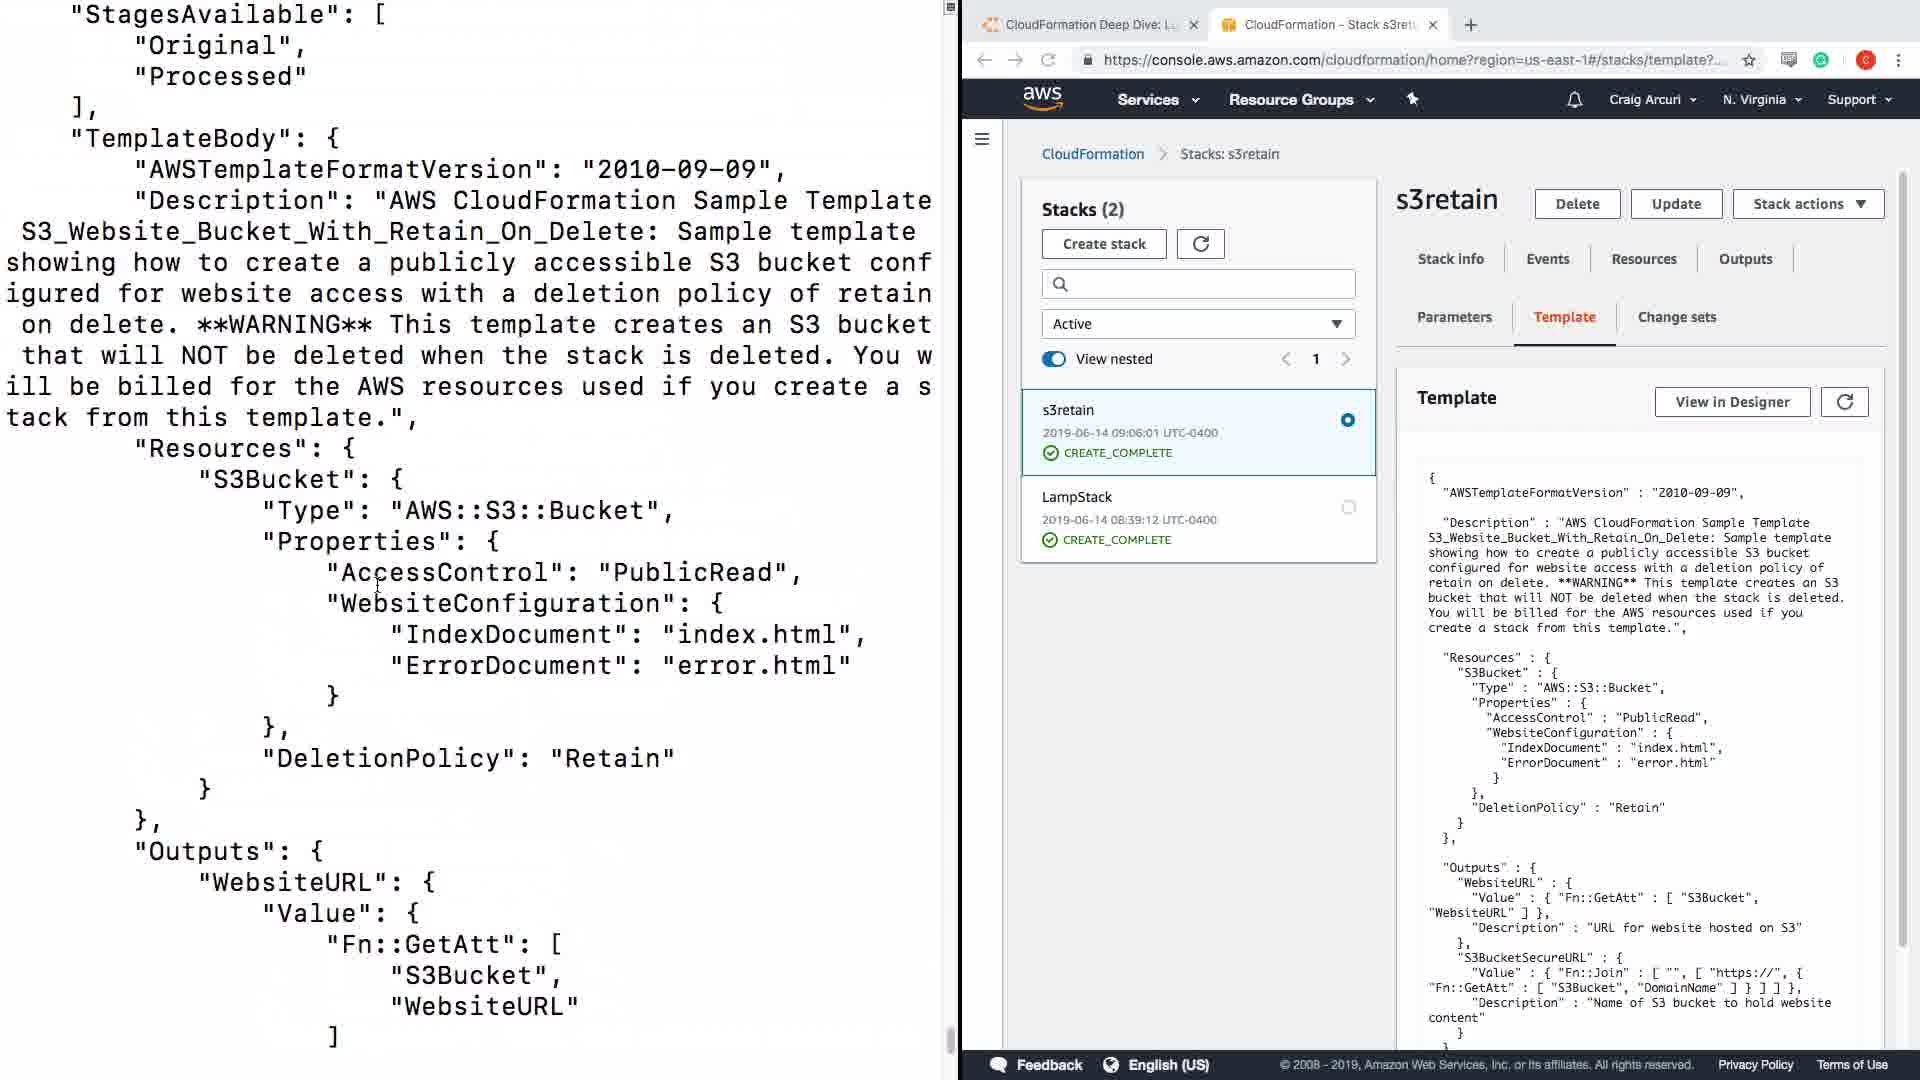 "StagesAvailable": [
"Original",
"Processed"
],
"TemplateBody": {
"AWSTemplateFormatVersion": "2010-09-09",
"Description": "AWS CloudFormation Sample Template
S3_Website_Bucket_With_Retain_On_Delete: Sample template
showing how to create a publicly accessible S3 bucket conf
igured for website access with a deletion policy of retain
on delete. **WARNING** This template creates an S3 bucket
that will NOT be deleted when the stack is deleted. You w
ill be billed for the AWS resources used if you create a s
tack from this template.",
"Resources": {
"S3Bucket": {
"Type": "AWS::S3::Bucket",
"Properties": {
"AccessControl": "PublicRead",
"WebsiteConfiguration": {
"IndexDocument": "index.html",
"ErrorDocument": "error.html"
}
},
"DeletionPolicy": "Retain"
}
},
"Outputs": {
"WebsiteURL": {
"Value": {
"Fn::GetAtt": [
"S3Bucket",
"WebsiteURL"
]
CloudFormation Deep Dive: L
CloudFormation - Stack s3reta
https://console.aws.amazon.com/cloudformation/home?region=us-east-1#/stacks/template?...
C
aws
Services
Resource Groups
Craig Arcuri
N. Virginia
Support
CloudFormation
Stacks: s3retain
Stacks (2)
Create stack
Active
View nested
1
s3retain
2019-06-14 09:06:01 UTC-0400
CREATE_COMPLETE
LampStack
2019-06-14 08:39:12 UTC-0400
CREATE_COMPLETE
s3retain
Delete
Update
Stack actions
Stack info
Events
Resources
Outputs
Parameters
Template
Change sets
Template
View in Designer
{
"AWSTemplateFormatVersion" : "2010-09-09",
"Description" : "AWS CloudFormation Sample Template
S3_Website_Bucket_With_Retain_On_Delete: Sample template
showing how to create a publicly accessible S3 bucket
configured for website access with a deletion policy of
retain on delete. **WARNING** This template creates an S3
bucket that will NOT be deleted when the stack is deleted.
You will be billed for the AWS resources used if you
create a stack from this template.",
"Resources" : {
"S3Bucket" : {
"Type" : "AWS::S3::Bucket",
"Properties" : {
"AccessControl" : "PublicRead",
"WebsiteConfiguration" : {
"IndexDocument" : "index.html",
"ErrorDocument" : "error.html"
}
},
"DeletionPolicy" : "Retain"
}
},
"Outputs" : {
"WebsiteURL" : {
"Value" : { "Fn::GetAtt" : [ "S3Bucket",
"WebsiteURL" ] },
"Description" : "URL for website hosted on S3"
},
"S3BucketSecureURL" : {
"Value" : { "Fn::Join" : [ "", [ "https://", {
"Fn::GetAtt" : [ "S3Bucket", "DomainName" ] } ] ] },
"Description" : "Name of S3 bucket to hold website
content"
}
}
Feedback
English (US)
© 2008 - 2019, Amazon Web Services, Inc. or its affiliates. All rights reserved.
Privacy Policy
Terms of Use